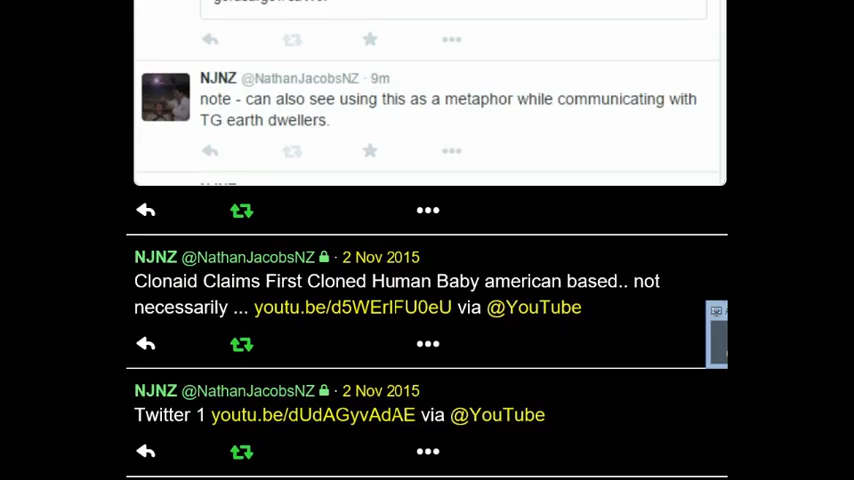 NJNZ @NathanJacobsNZ · 9m
note - can also see using this as a metaphor while communicating with
TG earth dwellers.
NJNZ @NathanJacobsNZ · 2 Nov 2015
Clonaid Claims First Cloned Human Baby american based.. not
necessarily ... youtu.be/d5WErIFU0eU via @YouTube
NJNZ @NathanJacobsNZ · 2 Nov 2015
Twitter 1 youtu.be/dUdAGyvAdAE via @YouTube